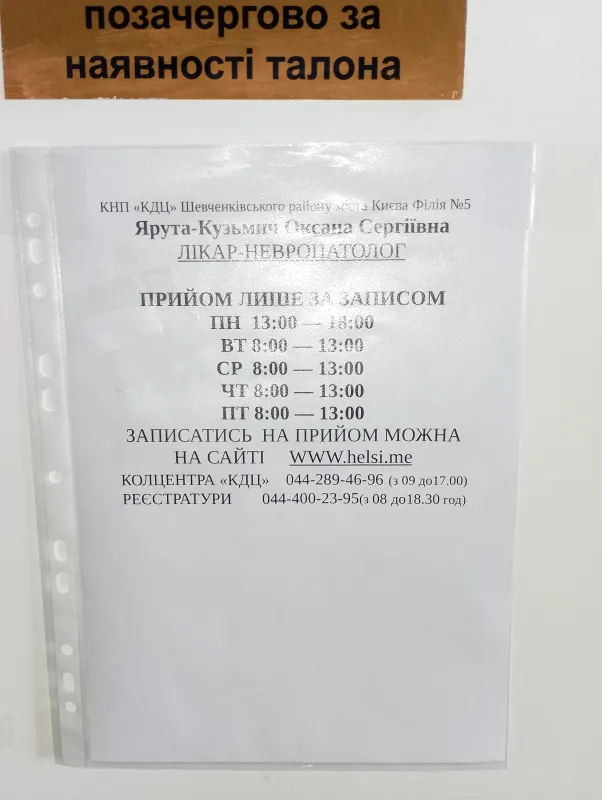 позачергово за
наявності талона
КНП «КДЦ» Шевченківського району міста Києва Філія №5
Ярута-Кузьмич Оксана Сергіївна
ЛІКАР-НЕВРОПАТОЛОГ
ПРИЙОМ ЛИШЕ ЗА ЗАПИСОМ
ПН 13:00 — 18:00
ВТ 8:00 — 13:00
СР 8:00 — 13:00
ЧТ 8:00 — 13:00
ПТ 8:00 — 13:00
ЗАПИСАТИСЬ НА ПРИЙОМ МОЖНА
НА САЙТІ WWW.helsi.me
КОЛЦЕНТРА «КДЦ» 044-289-46-96 (з 09 до17.00)
РЕЄСТРАТУРИ 044-400-23-95(з 08 до18.30 год)